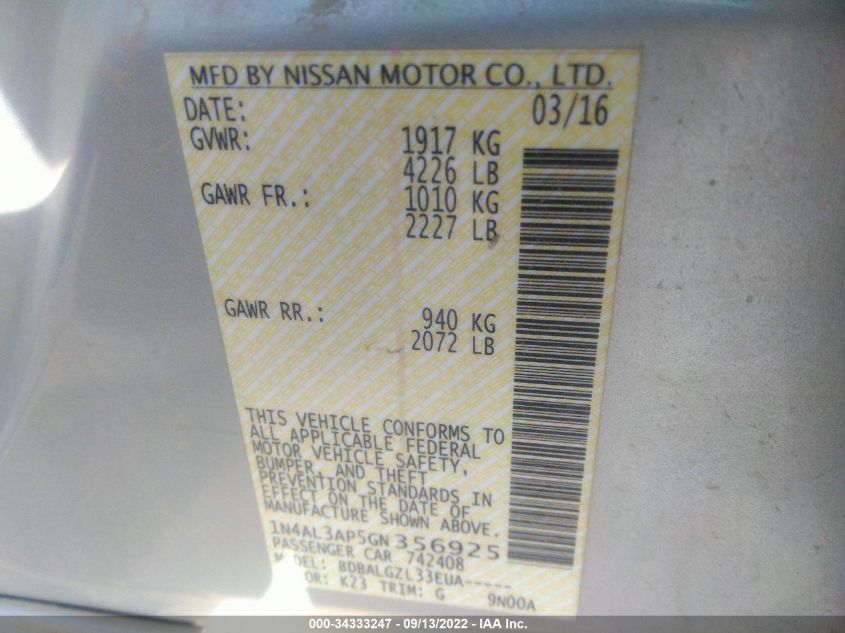 MFD BY NISSAN MOTOR CO., LTD.
DATE: 03/16
GVWR: 1917 KG
4226 LB
GAWR FR.: 1010 KG
2227 LB
GAWR RR.: 940 KG
2072 LB
THIS VEHICLE CONFORMS TO
ALL APPLICABLE FEDERAL
MOTOR VEHICLE SAFETY,
BUMPER, AND THEFT
PREVENTION STANDARDS IN
EFFECT ON THE DATE OF
MANUFACTURE SHOWN ABOVE.
1N4AL3AP5GN356925
PASSENGER CAR 742408
MODEL: BDBALGZL33EUA-----
K23 TRIM: G 9N00A
000-34333247 - 09/13/2022 - IAA Inc.